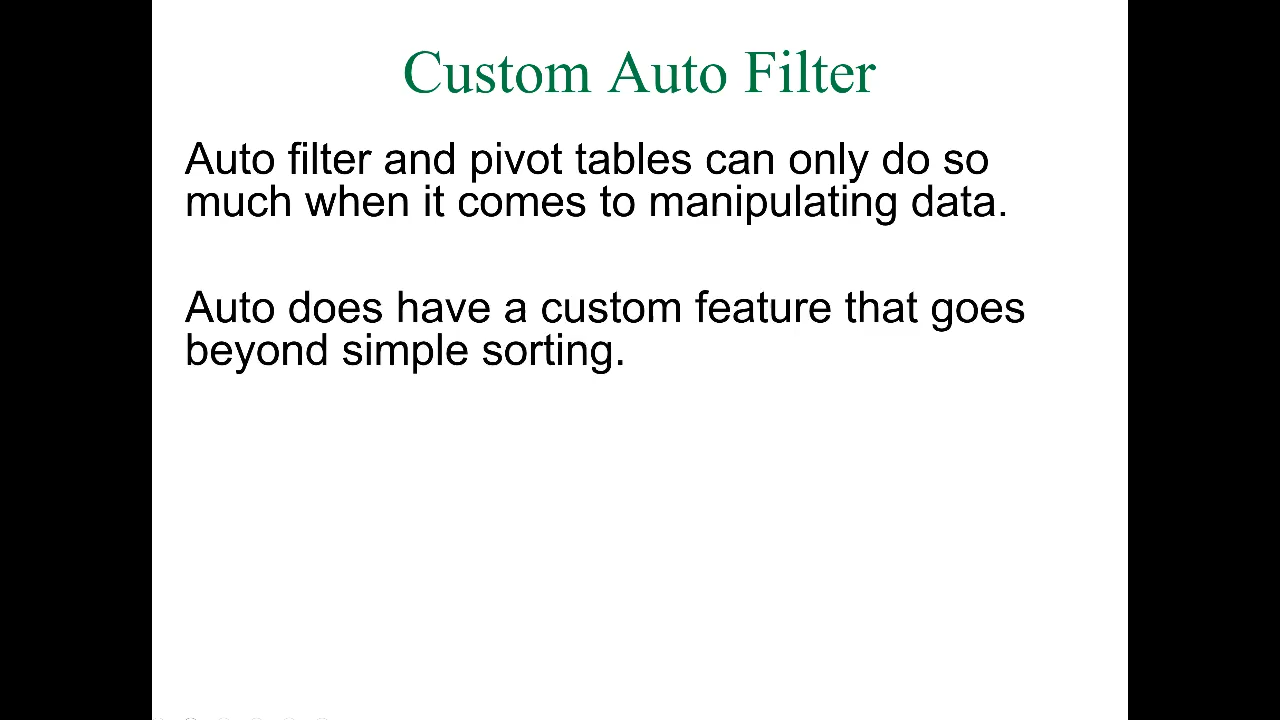 Custom Auto Filter
Auto filter and pivot tables can only do so
much when it comes to manipulating data.
Auto does have a custom feature that goes
beyond simple sorting.